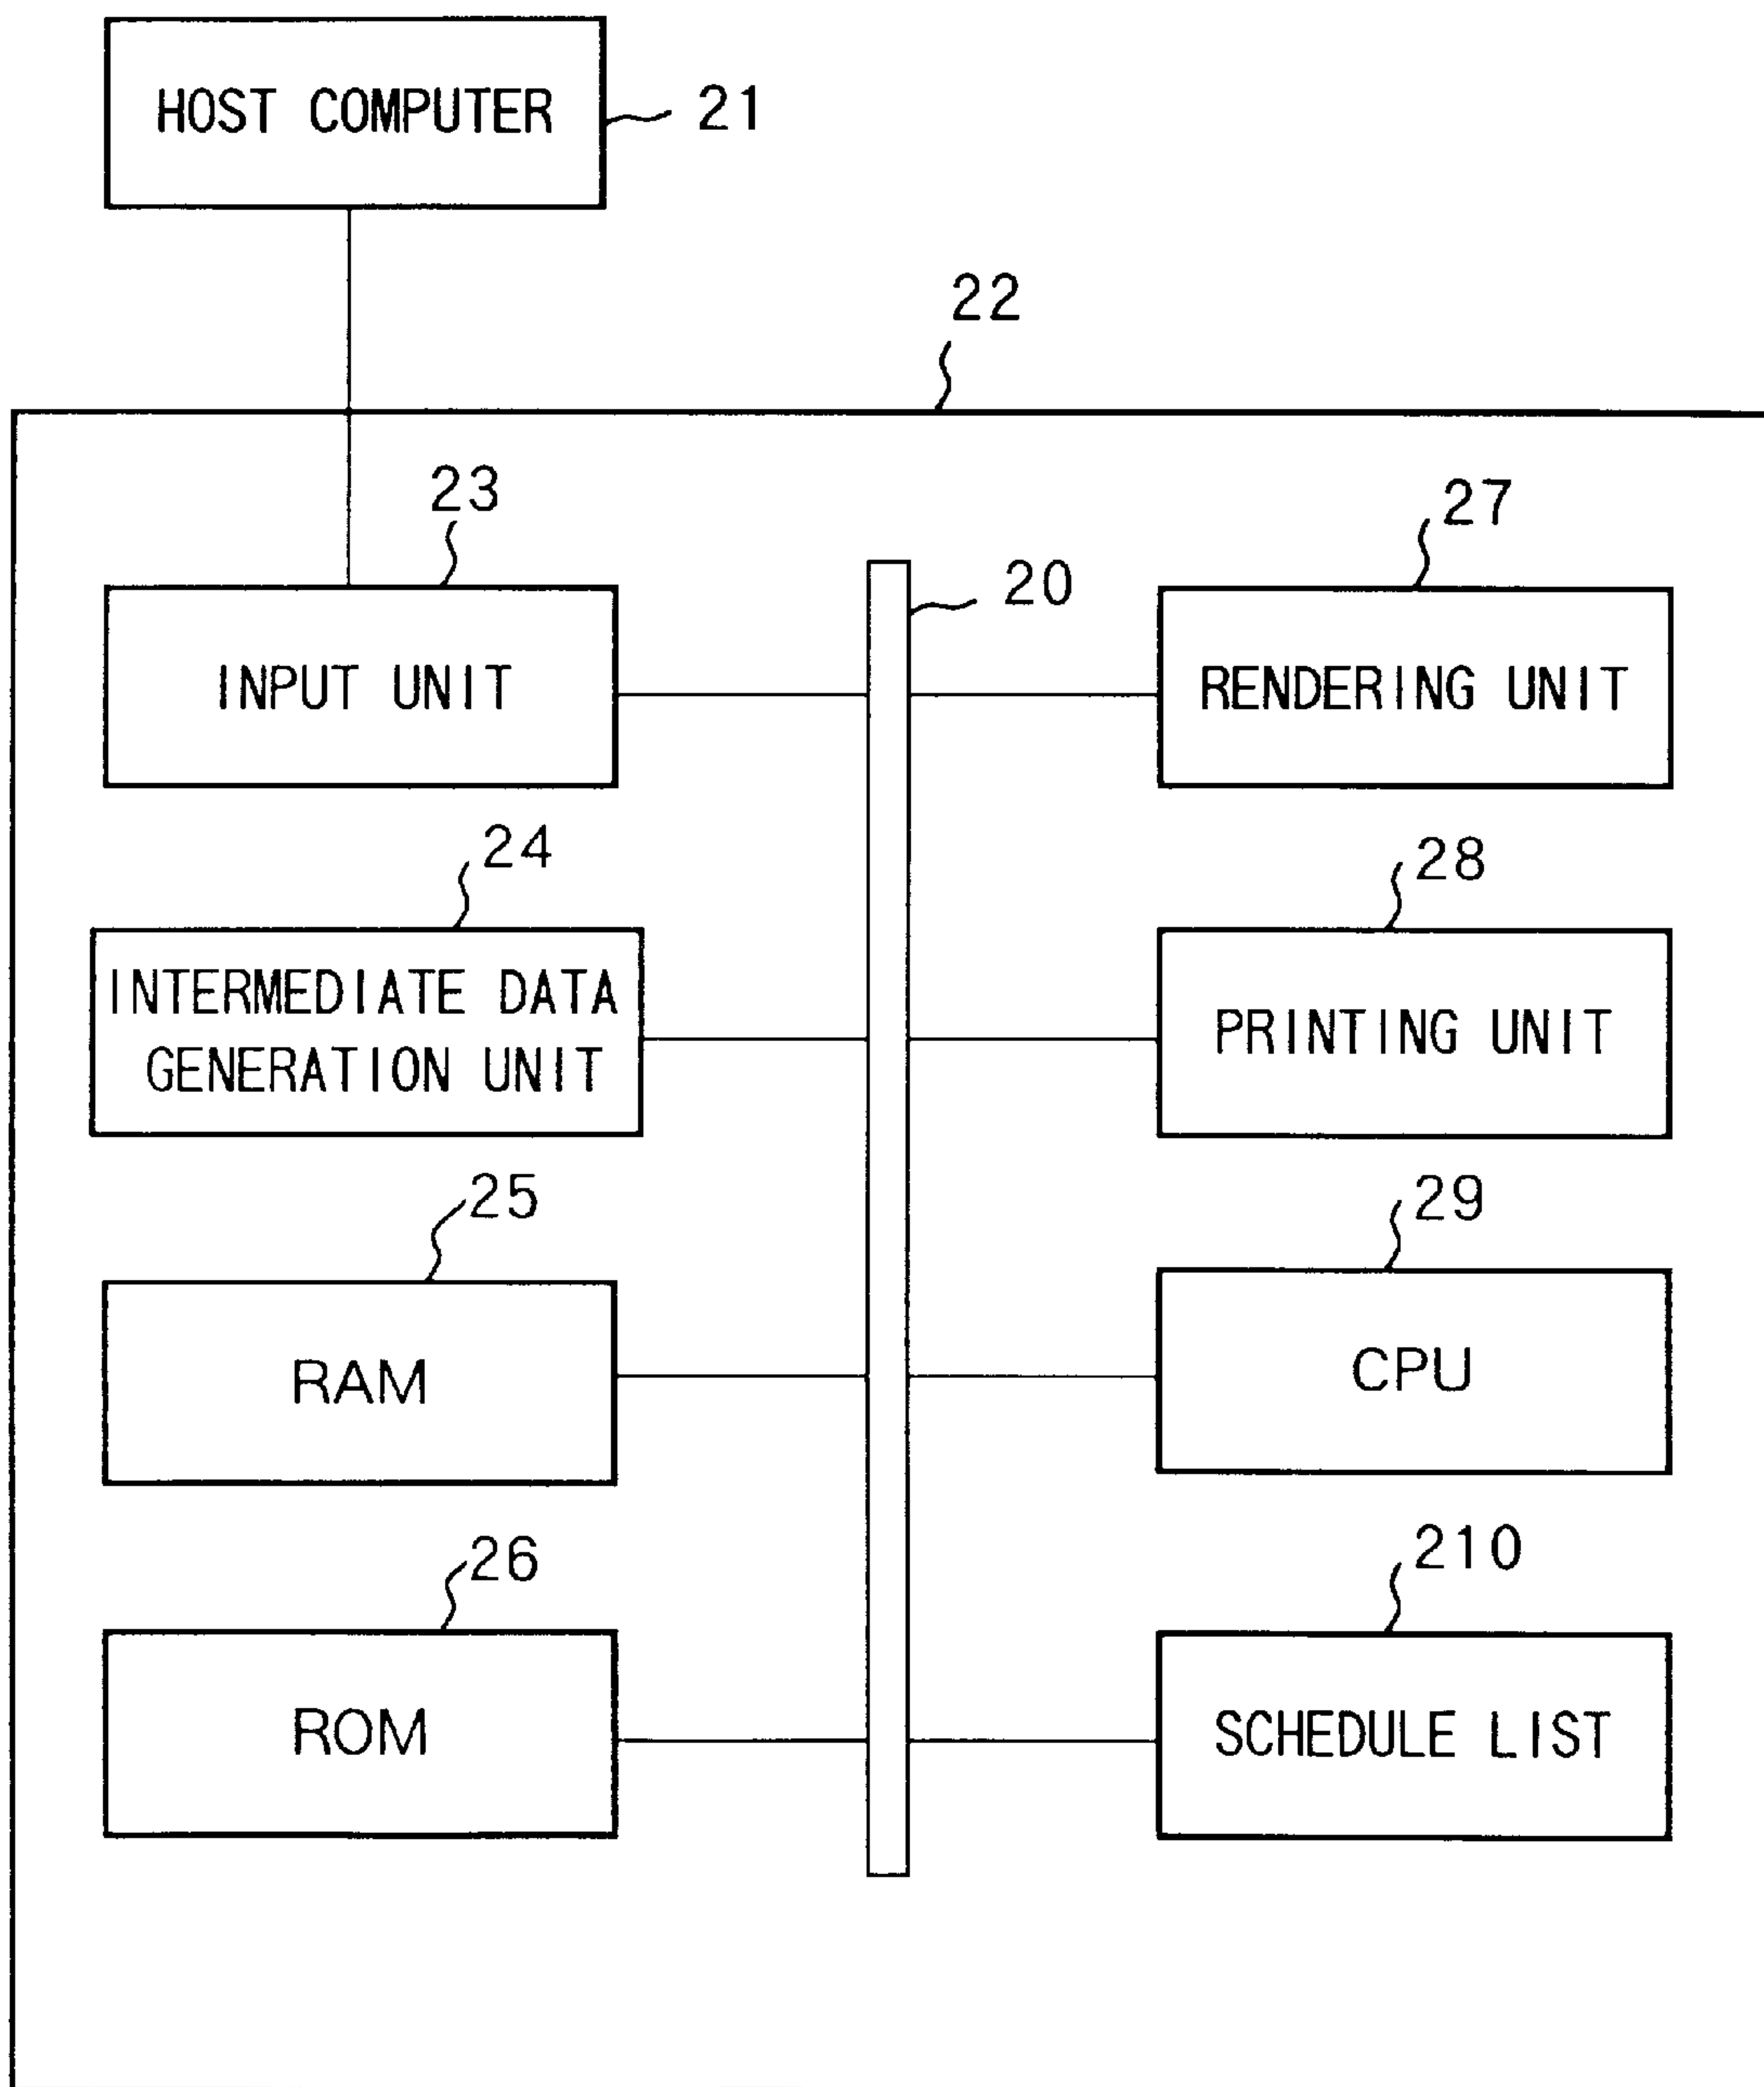 HOST COMPUTER
21
22
23
INPUT UNIT
20
27
RENDERING UNIT
24
INTERMEDIATE DATA
GENERATION UNIT
28
PRINTING UNIT
25
RAM
29
CPU
26
ROM
210
SCHEDULE LIST